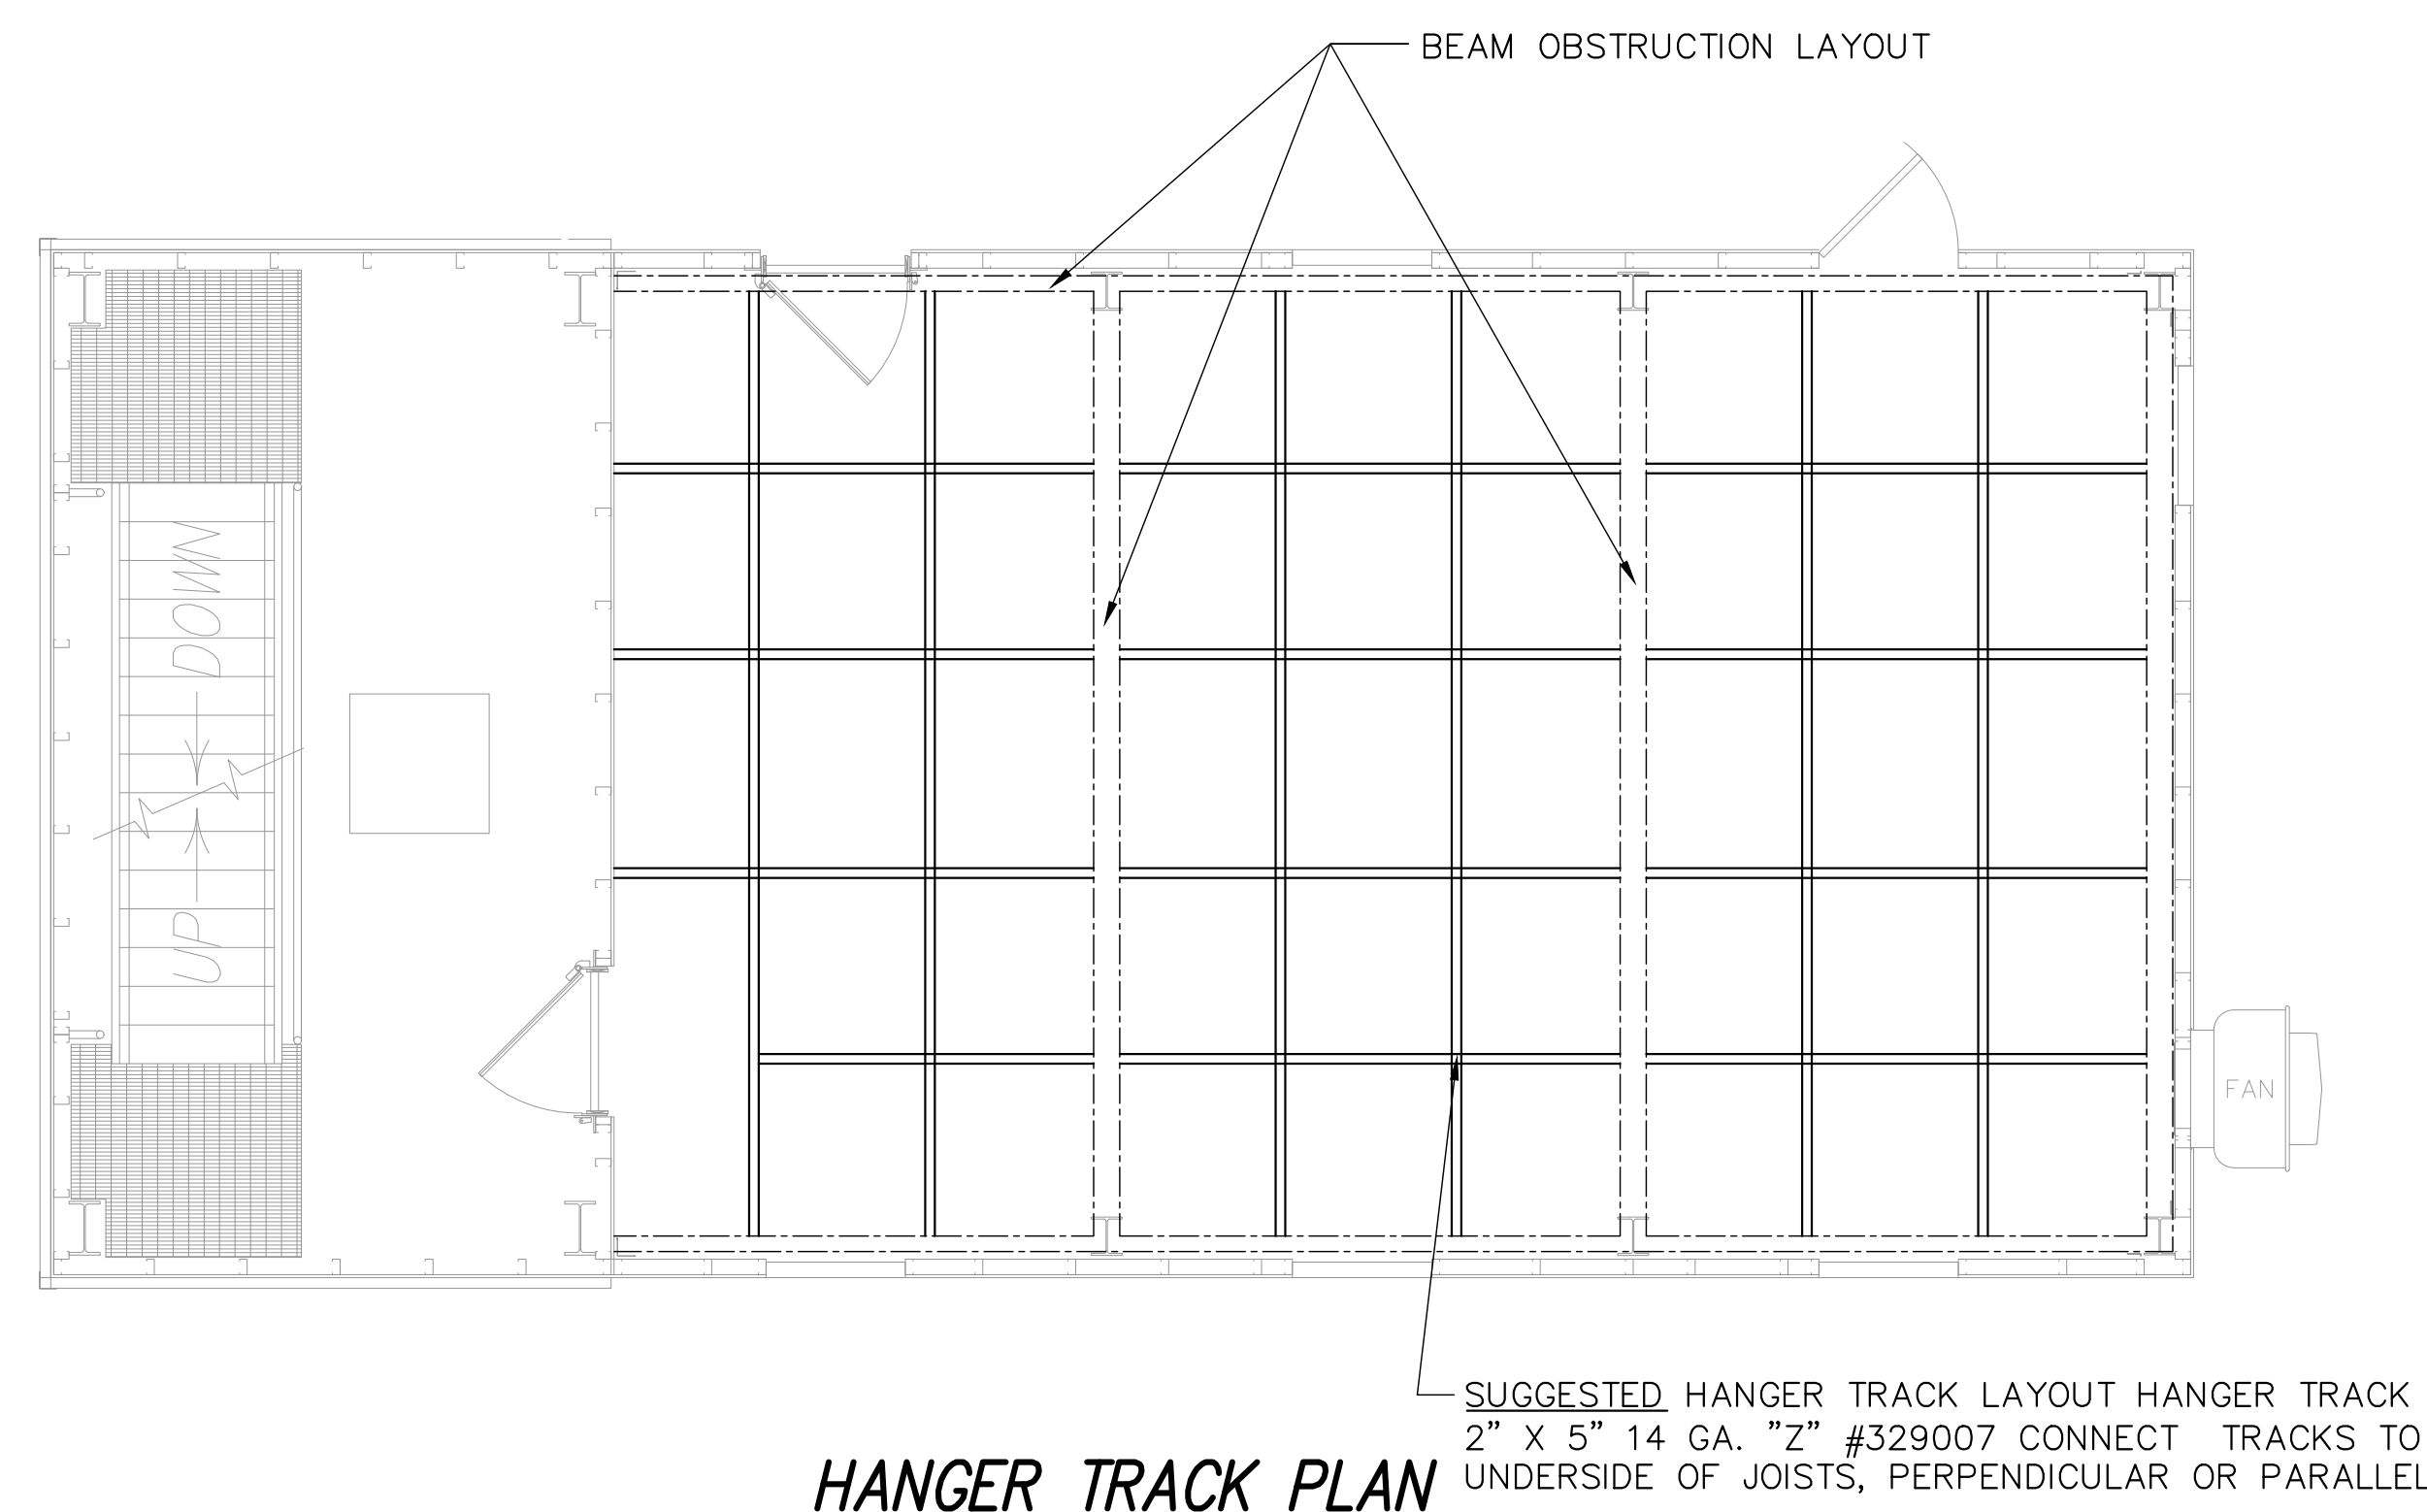 BEAM OBSTRUCTION LAYOUT
DOWN
UP
FAN
SUGGESTED HANGER TRACK LAYOUT HANGER TRACK
2" X 5" 14 GA. "Z" #329007 CONNECT TRACKS TO
UNDERSIDE OF JOISTS, PERPENDICULAR OR PARALLEL
HANGER TRACK PLAN